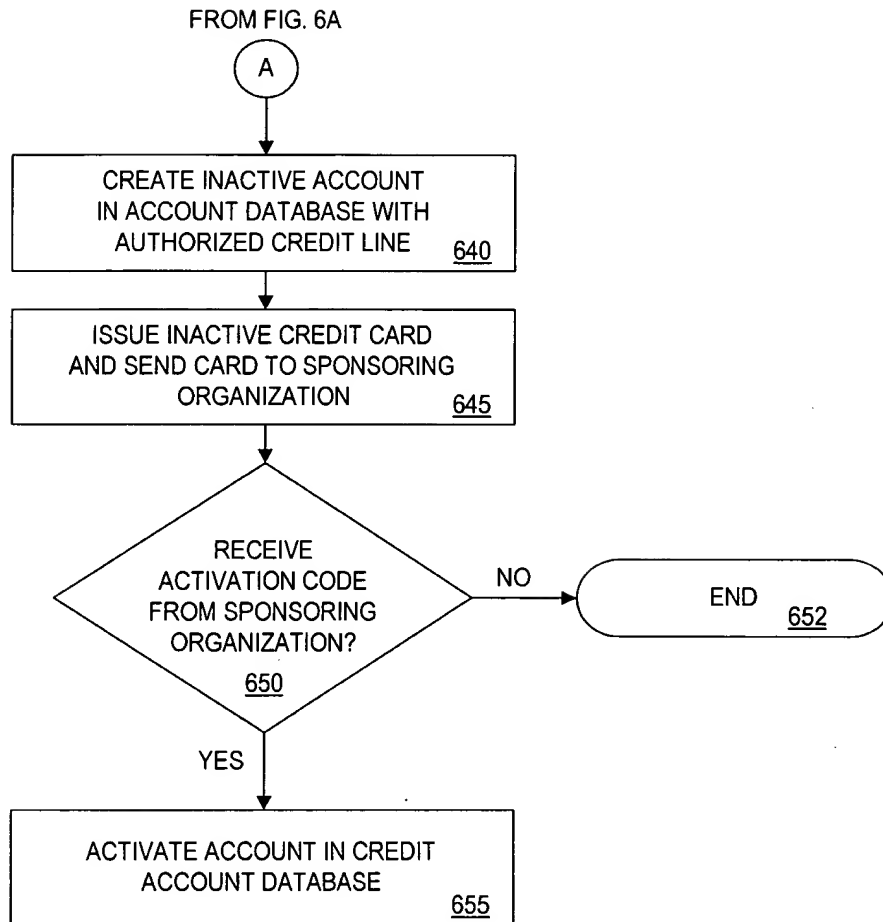 FROM FIG. 6A
A
CREATE INACTIVE ACCOUNT
IN ACCOUNT DATABASE WITH
AUTHORIZED CREDIT LINE
640
ISSUE INACTIVE CREDIT CARD
AND SEND CARD TO SPONSORING
ORGANIZATION
645
RECEIVE
ACTIVATION CODE
FROM SPONSORING
ORGANIZATION?
650
NO
END
652
YES
ACTIVATE ACCOUNT IN CREDIT
ACCOUNT DATABASE
655